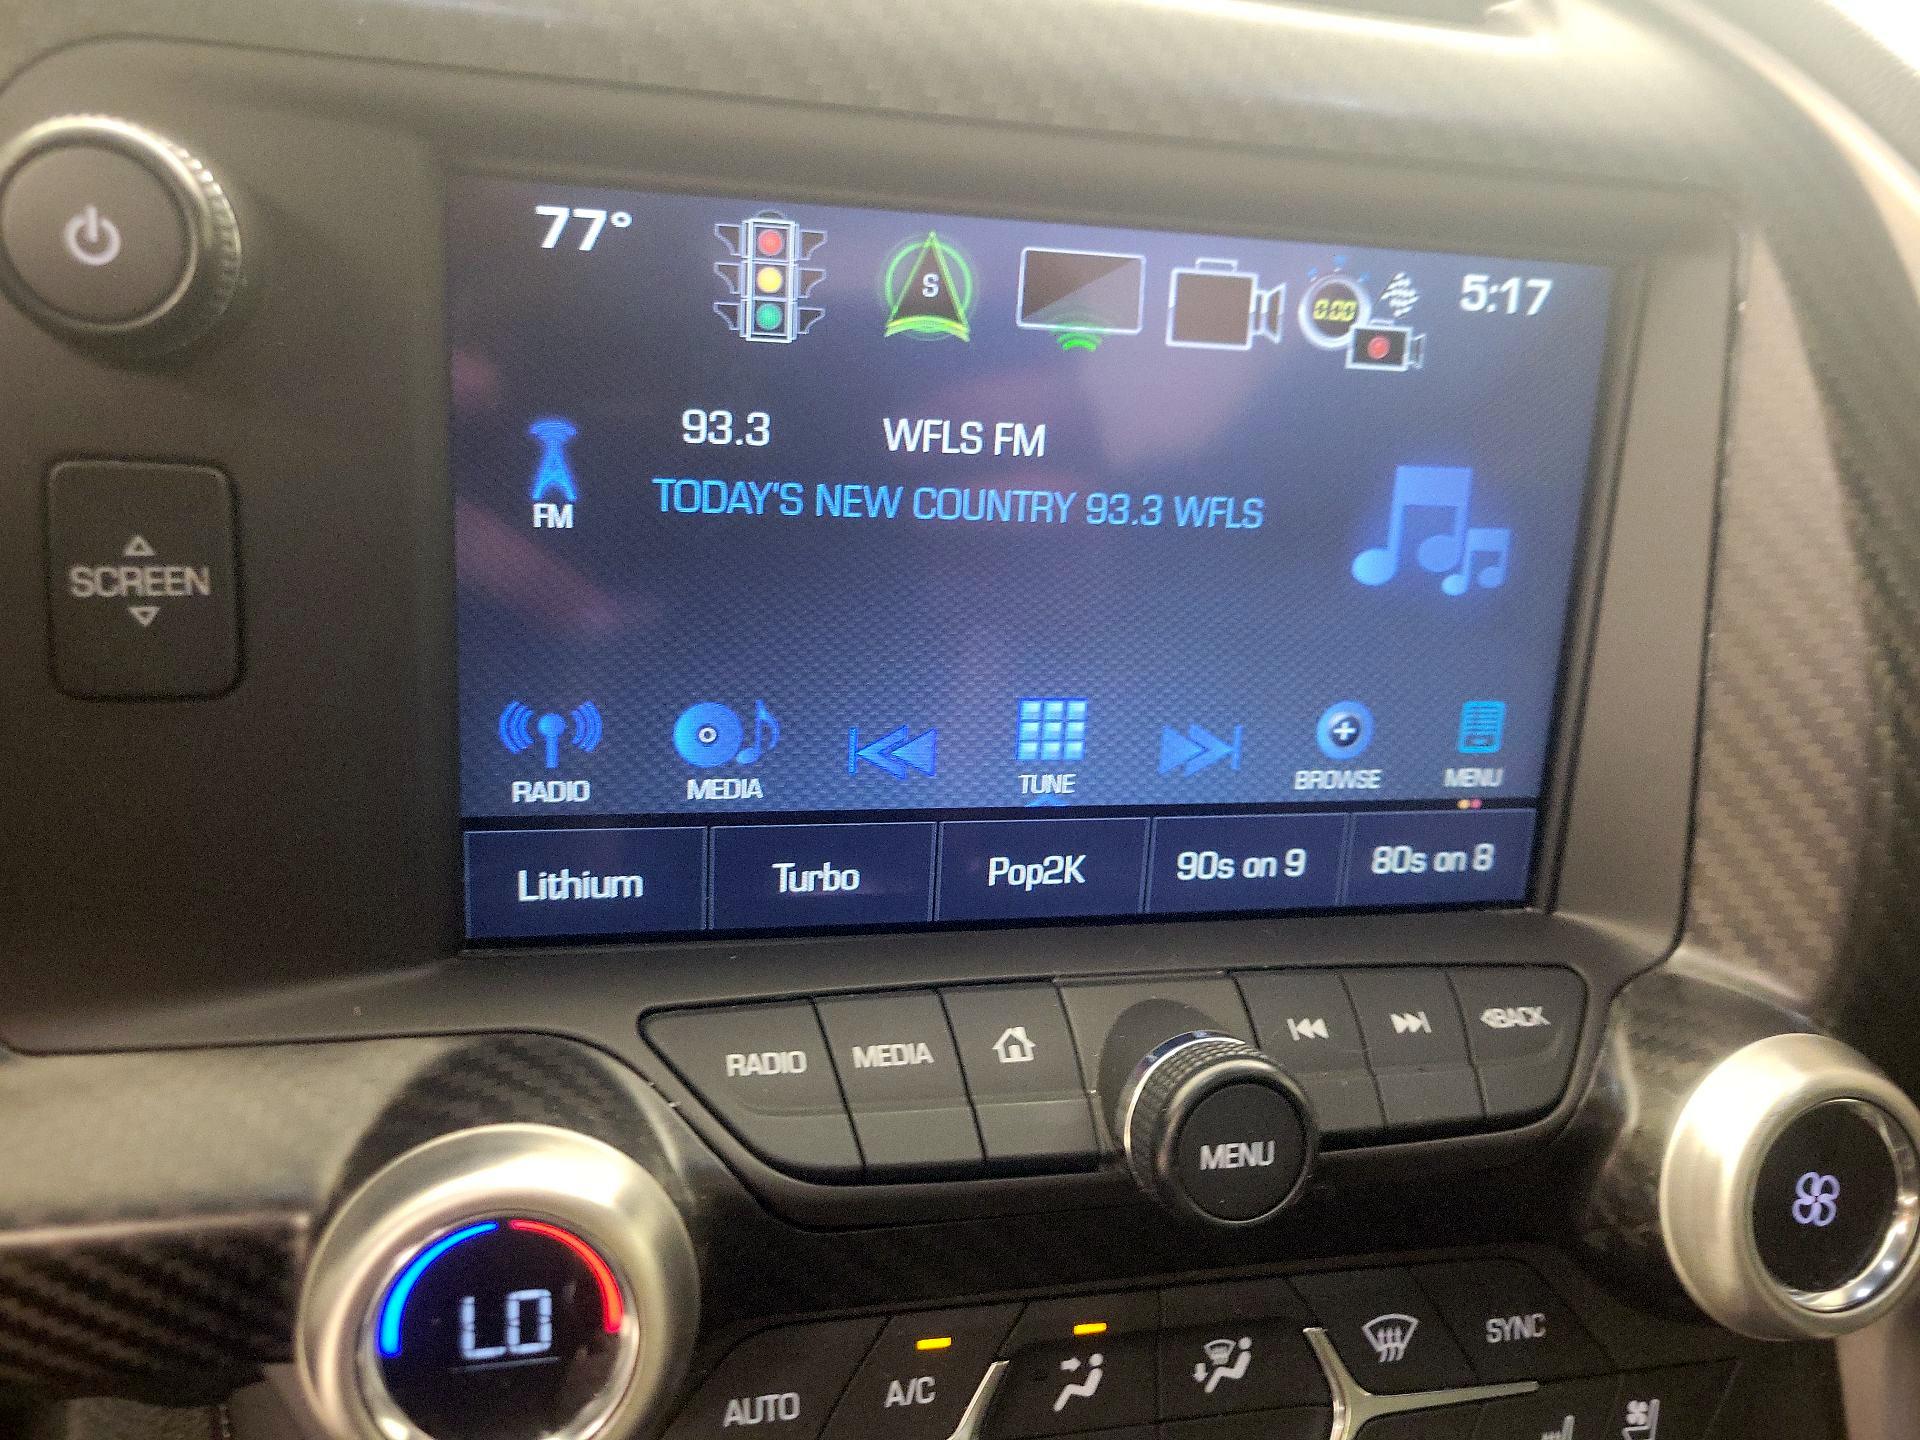 77°
S
0:00
5:17
93.3 WFLS FM
TODAY'S NEW COUNTRY 93.3 WFLS
FM
SCREEN
RADIO MEDIA TUNE BROWSE MENU
Lithium Turbo Pop2K 90s on 9 80s on 8
RADIO MEDIA BACK
MENU
LO
AUTO A/C SYNC